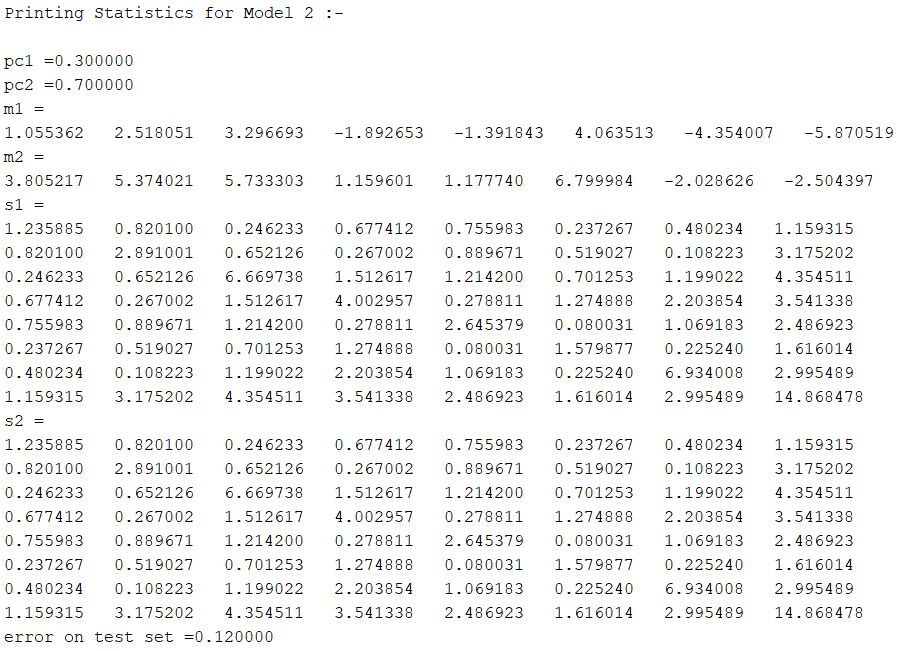 Printing Statistics for Model 2 :-
pc1 =0.300000
pc2 =0.700000
m1 =
1.055362 2.518051 3.296693 -1.892653 -1.391843 4.063513 -4.354007 -5.870519
m2 =
3.805217 5.374021 5.733303 1.159601 1.177740 6.799984 -2.028626 -2.504397
s1 =
1.235885 0.820100 0.246233 0.677412 0.755983 0.237267 0.480234 1.159315
0.820100 2.891001 0.652126 0.267002 0.889671 0.519027 0.108223 3.175202
0.246233 0.652126 6.669738 1.512617 1.214200 0.701253 1.199022 4.354511
0.677412 0.267002 1.512617 4.002957 0.278811 1.274888 2.203854 3.541338
0.755983 0.889671 1.214200 0.278811 2.645379 0.080031 1.069183 2.486923
0.237267 0.519027 0.701253 1.274888 0.080031 1.579877 0.225240 1.616014
0.480234 0.108223 1.199022 2.203854 1.069183 0.225240 6.934008 2.995489
1.159315 3.175202 4.354511 3.541338 2.486923 1.616014 2.995489 14.868478
s2 =
1.235885 0.820100 0.246233 0.677412 0.755983 0.237267 0.480234 1.159315
0.820100 2.891001 0.652126 0.267002 0.889671 0.519027 0.108223 3.175202
0.246233 0.652126 6.669738 1.512617 1.214200 0.701253 1.199022 4.354511
0.677412 0.267002 1.512617 4.002957 0.278811 1.274888 2.203854 3.541338
0.755983 0.889671 1.214200 0.278811 2.645379 0.080031 1.069183 2.486923
0.237267 0.519027 0.701253 1.274888 0.080031 1.579877 0.225240 1.616014
0.480234 0.108223 1.199022 2.203854 1.069183 0.225240 6.934008 2.995489
1.159315 3.175202 4.354511 3.541338 2.486923 1.616014 2.995489 14.868478
error on test set =0.120000